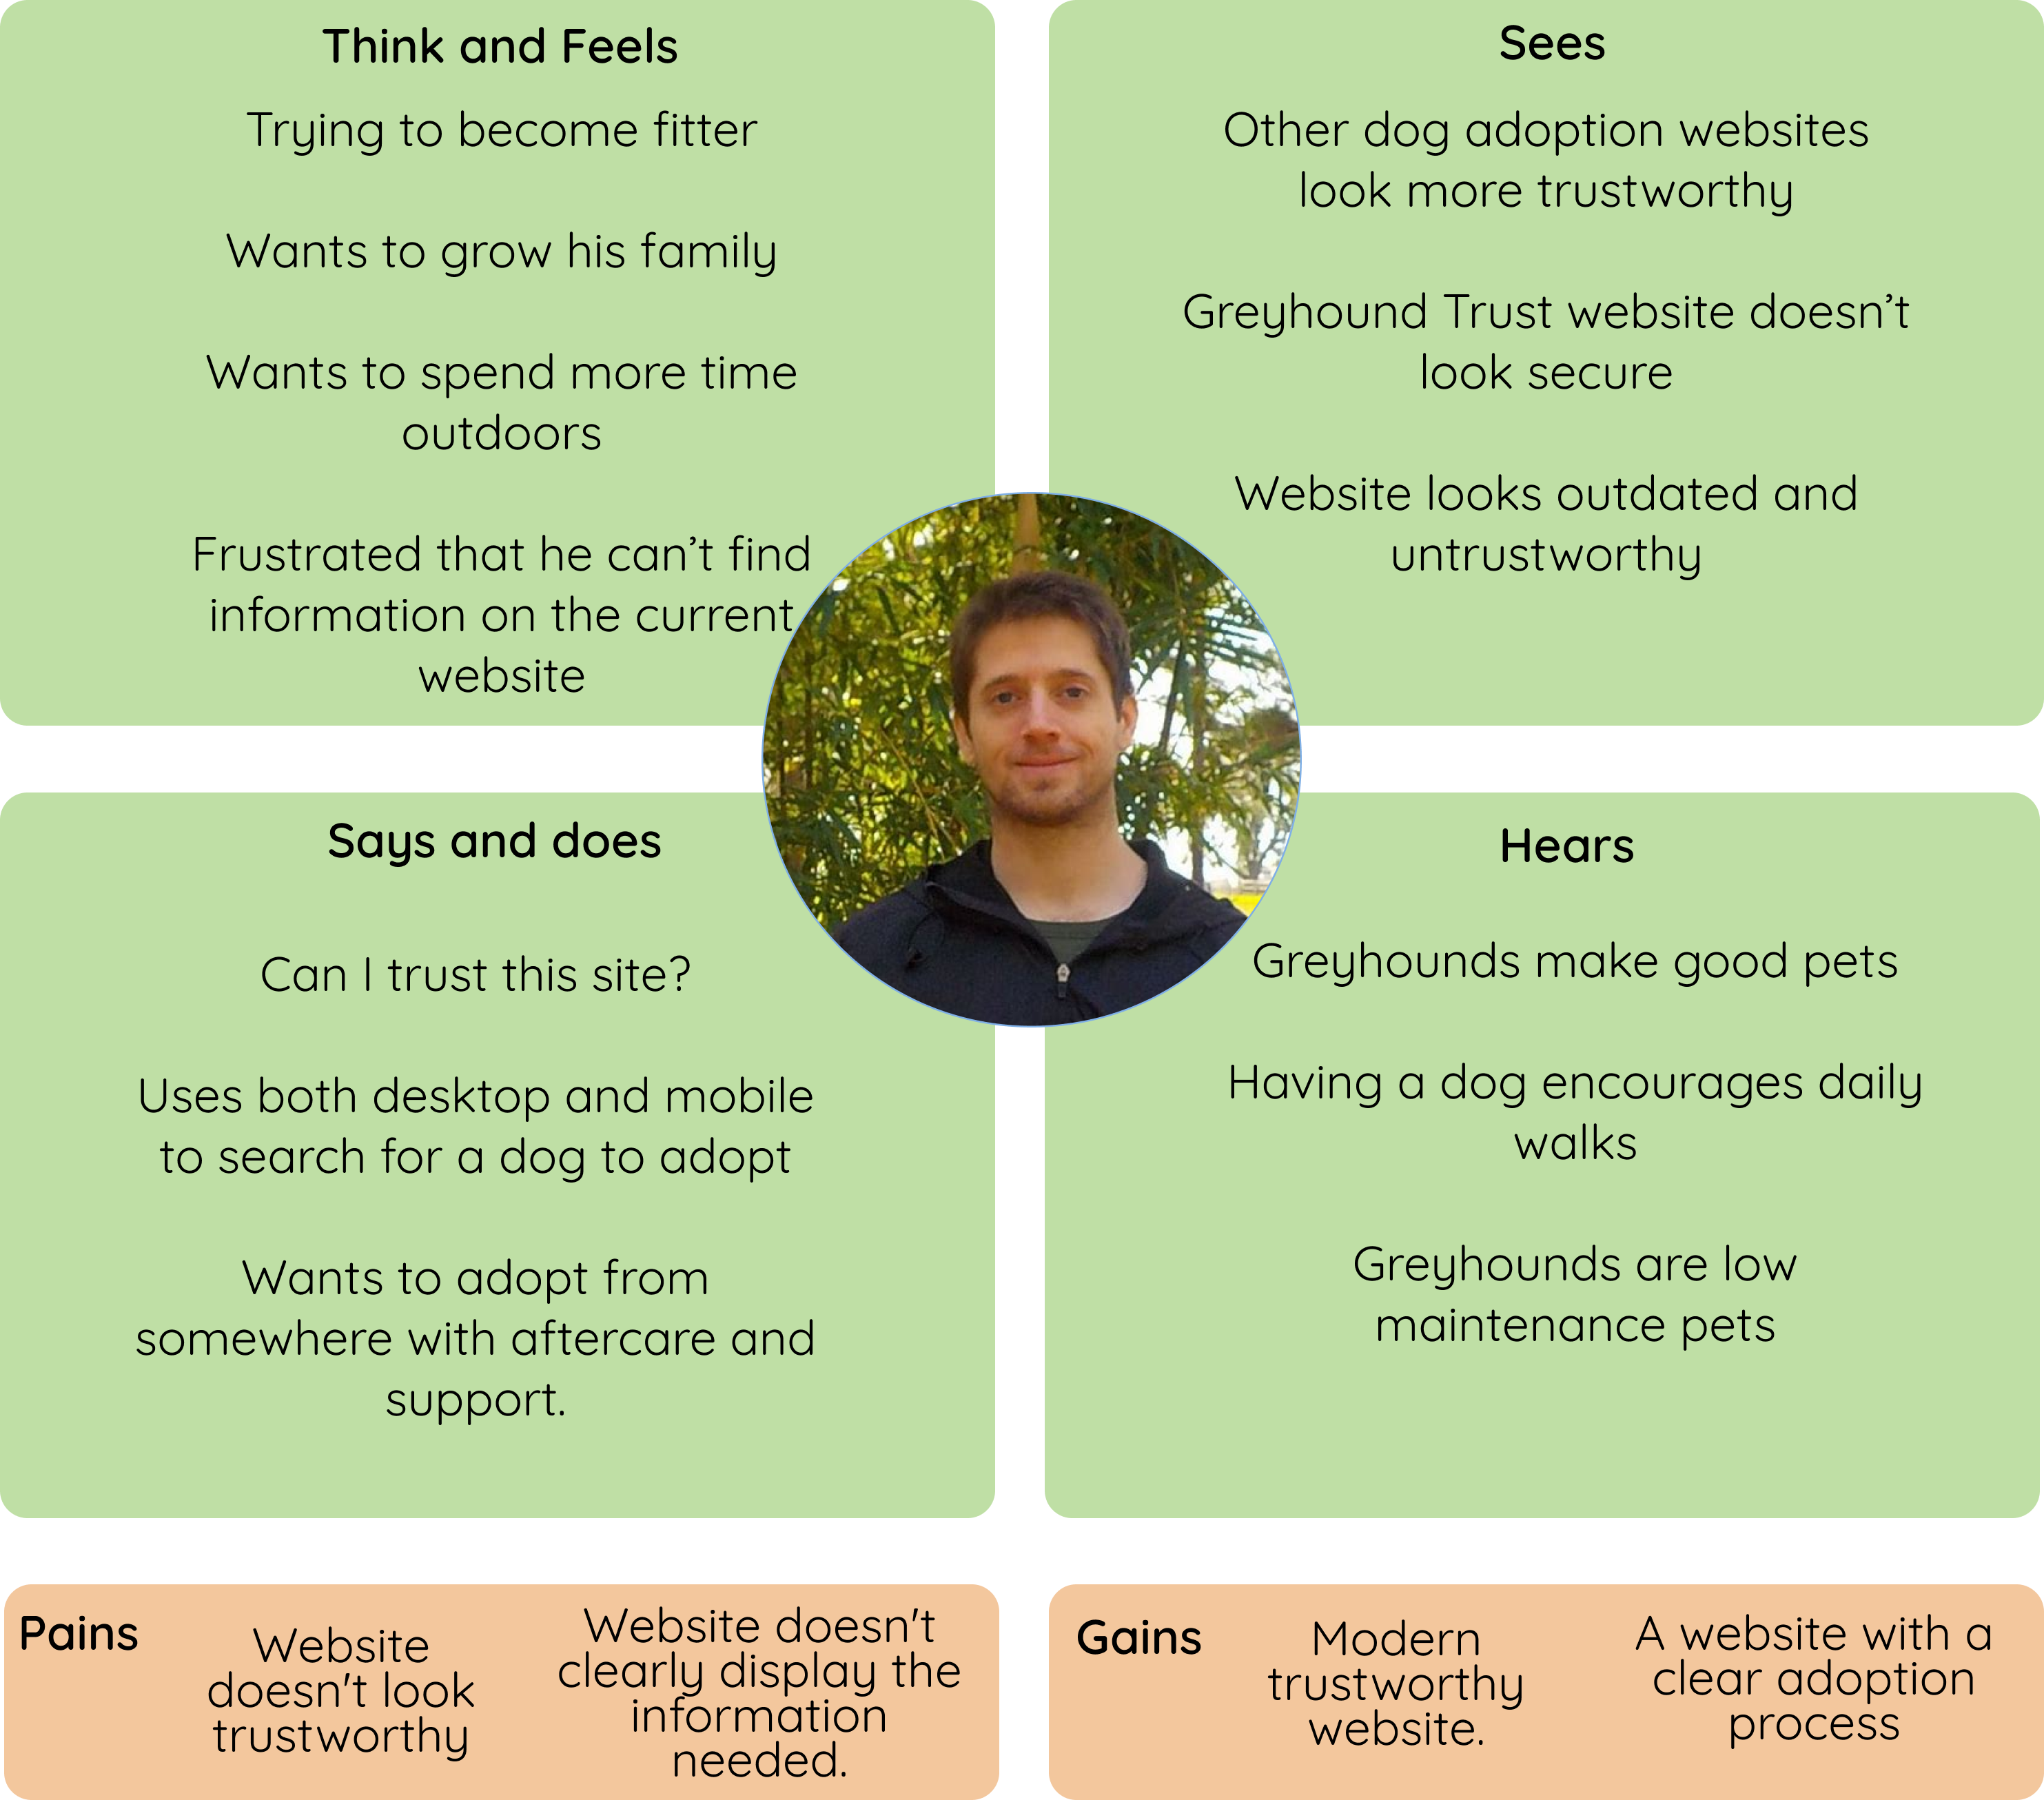 Think and Feels
Trying to become fitter
Wants to grow his family
Wants to spend more time
outdoors
Frustrated that he can’t find
information on the current
website
Sees
Other dog adoption websites
look more trustworthy
Greyhound Trust website doesn’t
look secure
Website looks outdated and
untrustworthy
Says and does
Can I trust this site?
Uses both desktop and mobile
to search for a dog to adopt
Wants to adopt from
somewhere with aftercare and
support.
Hears
Greyhounds make good pets
Having a dog encourages daily
walks
Greyhounds are low
maintenance pets
Pains
Website
doesn't look
trustworthy
Website doesn't
clearly display the
information
needed.
Gains
Modern
trustworthy
website.
A website with a
clear adoption
process